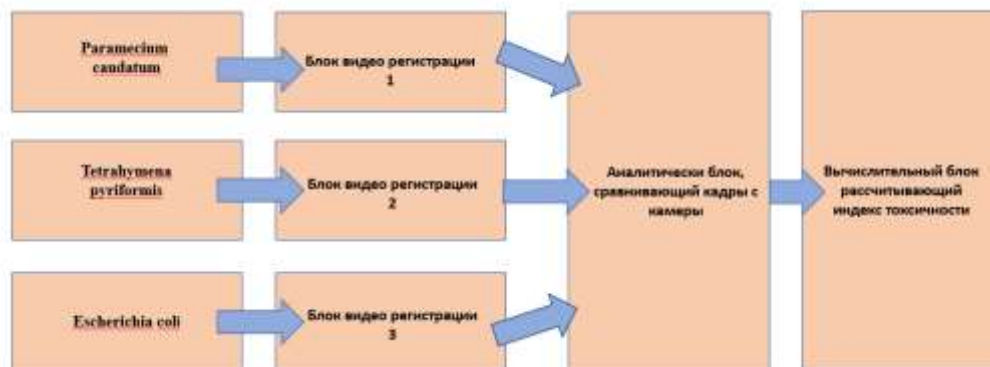 Paramecium
caudatum
Блок видео регистрации
1
Tetrahymena
pyriformis
Блок видео регистрации
2
Escherichia coli
Блок видео регистрации
3
Аналитически блок,
сравнивающий кадры с
камеры
Вычислительный блок
рассчитывающий
индекс токсичности